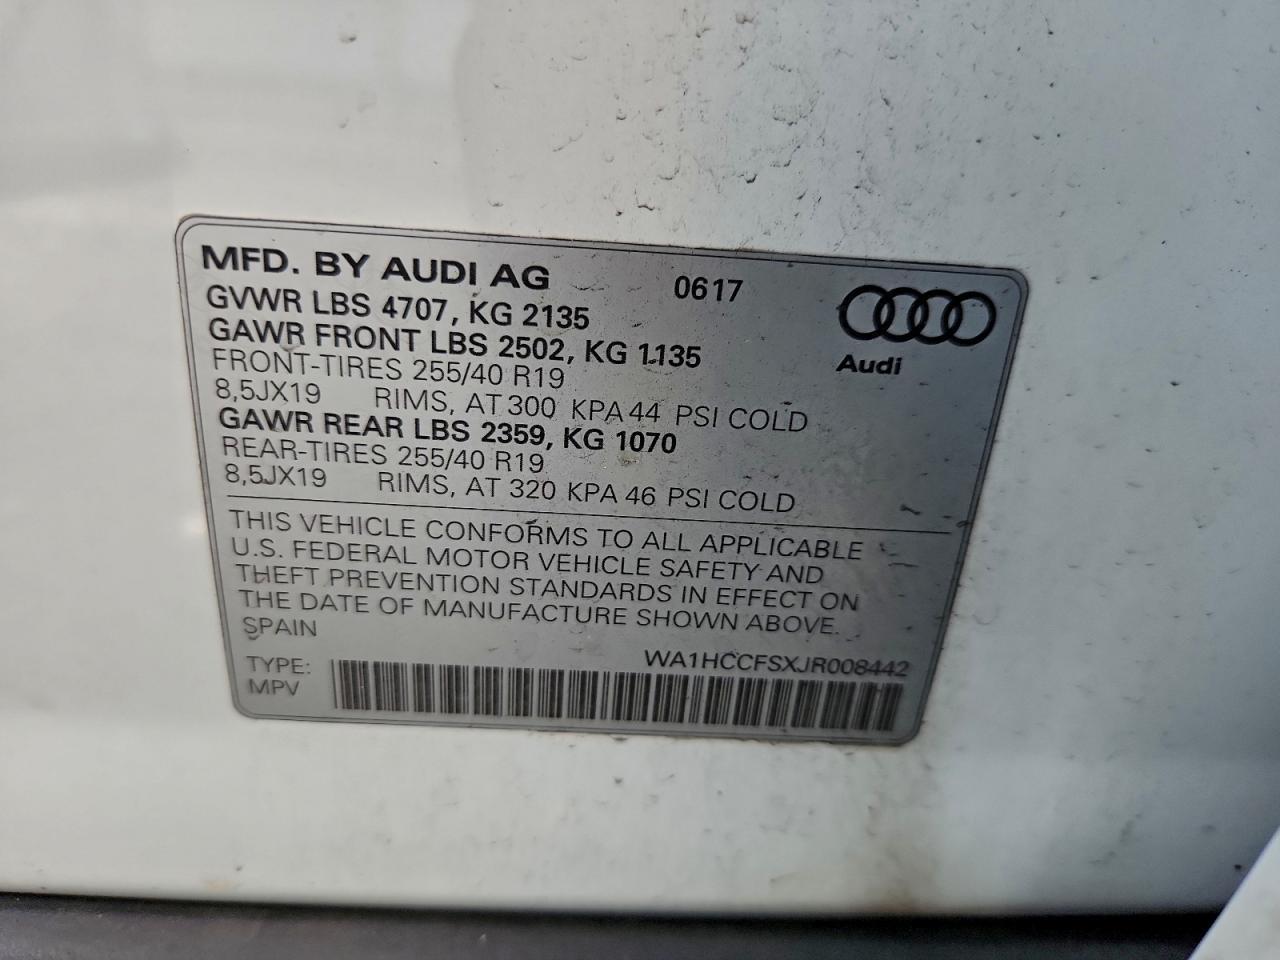 MFD. BY AUDI AG 0617
GVWR LBS 4707, KG 2135
GAWR FRONT LBS 2502, KG 1135
FRONT-TIRES 255/40 R19
8,5JX19 RIMS, AT 300 KPA 44 PSI COLD
GAWR REAR LBS 2359, KG 1070
REAR-TIRES 255/40 R19
8,5JX19 RIMS, AT 320 KPA 46 PSI COLD
Audi
THIS VEHICLE CONFORMS TO ALL APPLICABLE
U.S. FEDERAL MOTOR VEHICLE SAFETY AND
THEFT PREVENTION STANDARDS IN EFFECT ON
THE DATE OF MANUFACTURE SHOWN ABOVE.
SPAIN
WA1HCCFSXJR008442
TYPE:
MPV